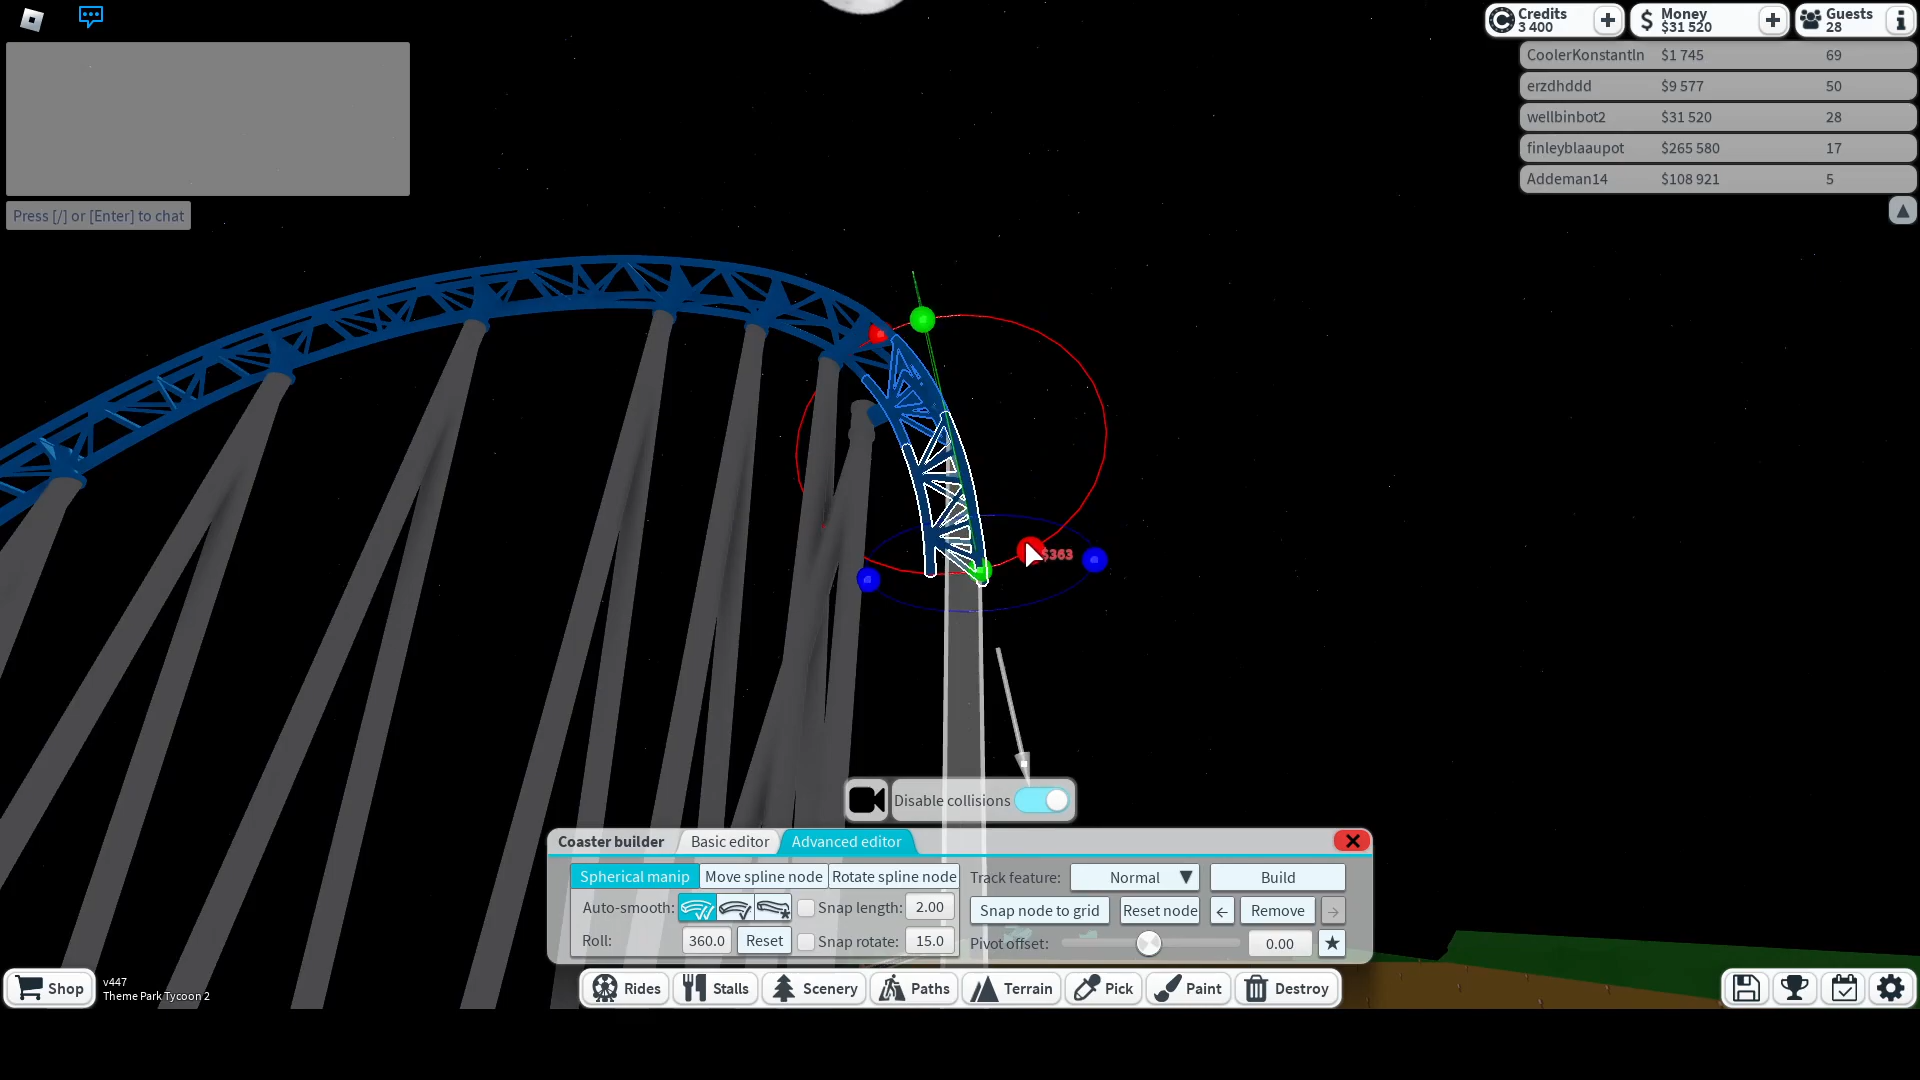 Credits
3 400
Money
$31 520
Guests
28
CoolerKonstantln $1 745 69
erzdhddd $9 577 50
wellbinbot2 $31 520 28
finleyblaaupot $265 580 17
Addeman14 $108 921 5
Press [/] or [Enter] to chat
$363
Disable collisions
Coaster builder Basic editor Advanced editor
Spherical manip Move spline node Rotate spline node Track feature: Normal Build
Auto-smooth: Snap length: 2.00 Snap node to grid Reset node Remove
Roll: 360.0 Reset Snap rotate: 15.0 Pivot offset: 0.00
Shop
v447
Theme Park Tycoon 2
Rides Stalls Scenery Paths Terrain Pick Paint Destroy